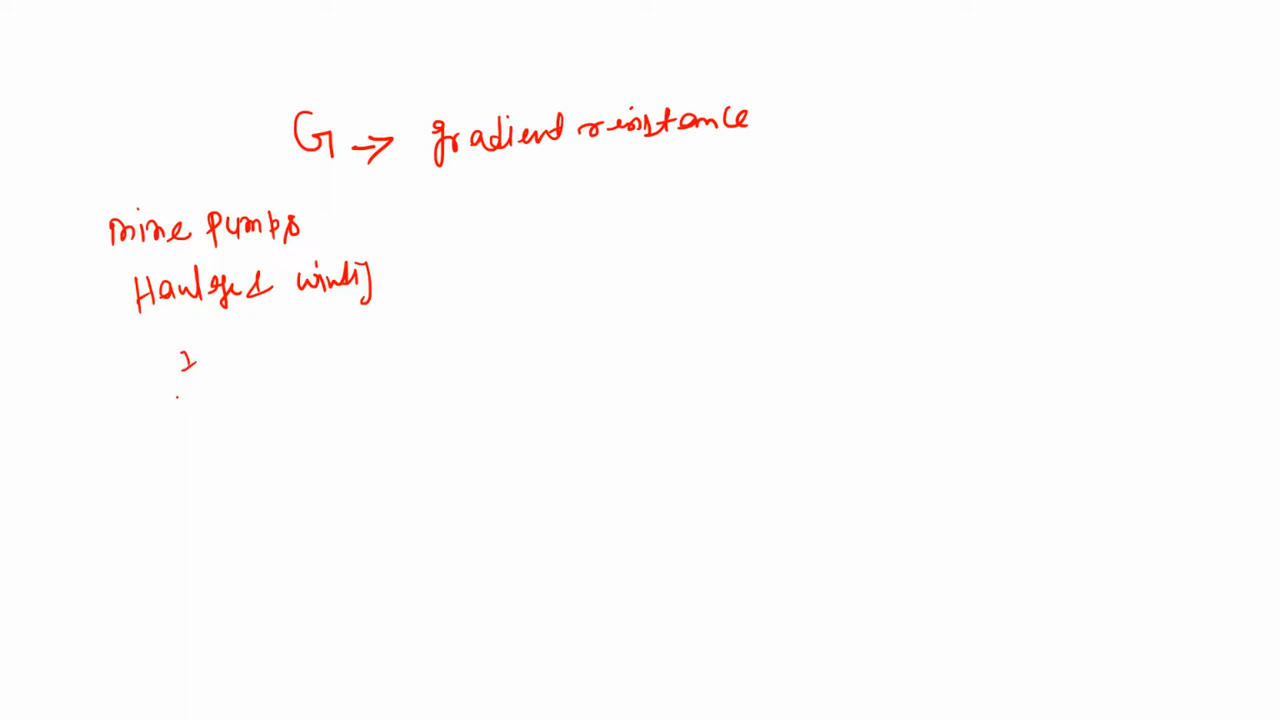 G → gradient resistance
mine pumps
Haulage & winding